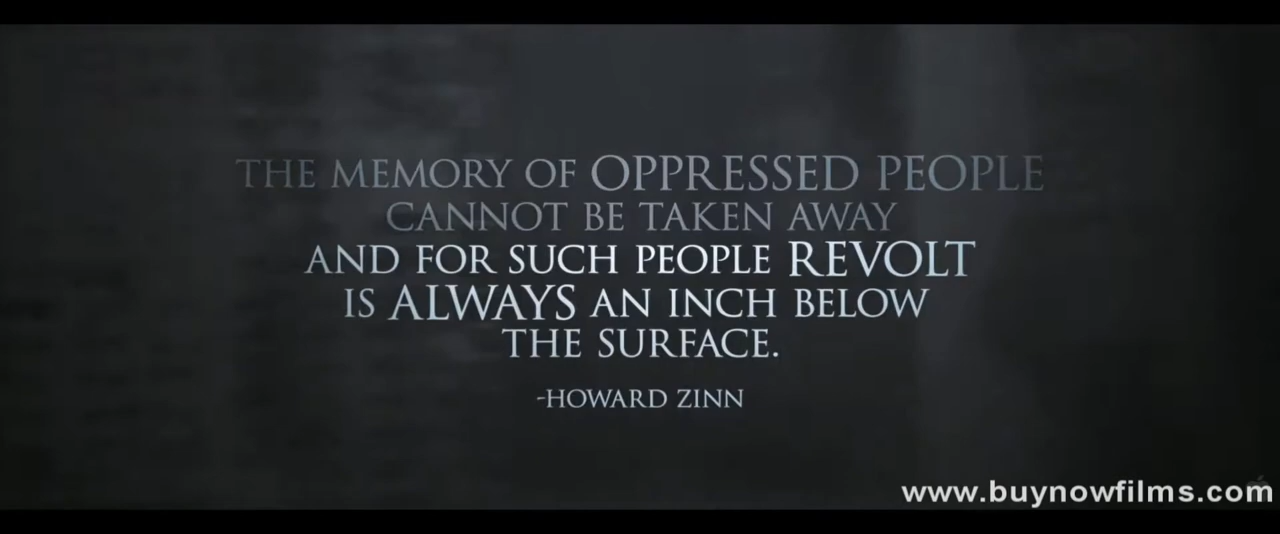 THE MEMORY OF OPPRESSED PEOPLE
CANNOT BE TAKEN AWAY
AND FOR SUCH PEOPLE REVOLT
IS ALWAYS AN INCH BELOW
THE SURFACE.
-HOWARD ZINN
www.buynowfilms.com